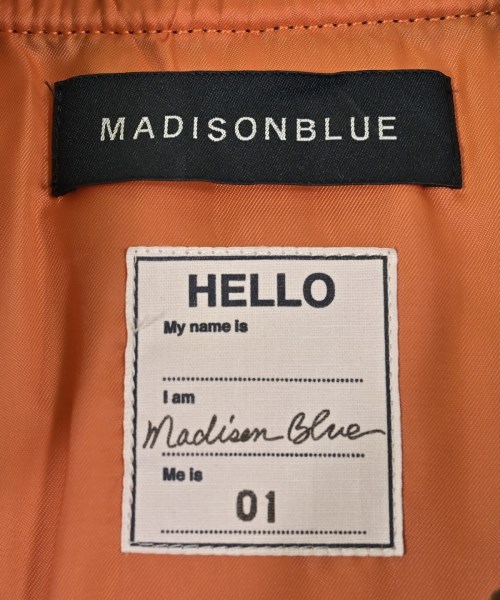 MADISONBLUE
HELLO
My name is
I am
Madison Blue
Me is
01